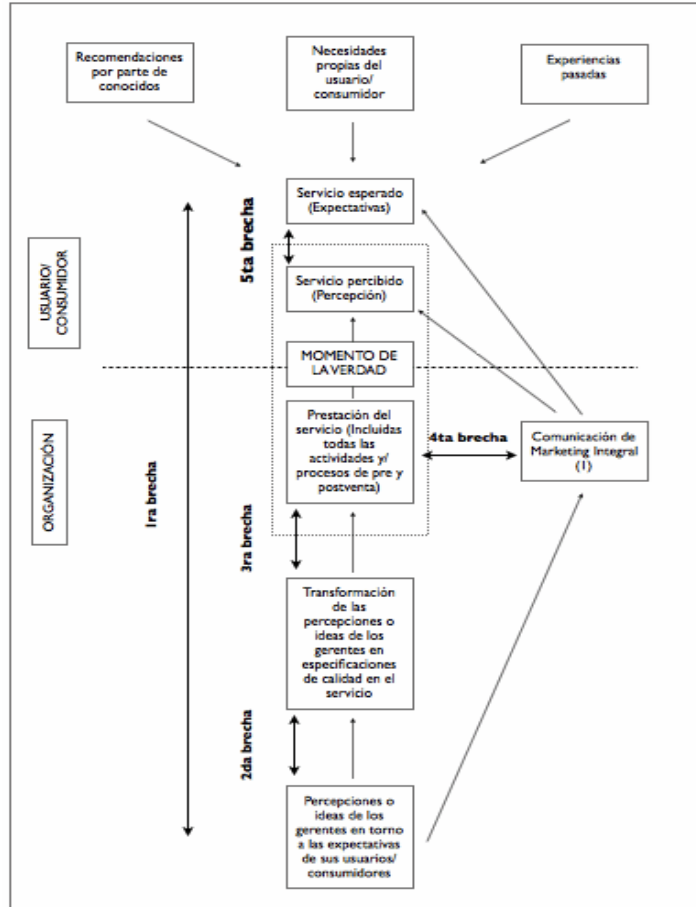 Recomendaciones
por parte de
conocidos
Necesidades
propias del
usuario/
consumidor
Experiencias
pasadas
Servicio esperado
(Expectativas)
5ta brecha
USUARIO/
CONSUMIDOR
Servicio percibido
(Percepción)
MOMENTO DE
LA VERDAD
Prestación del
servicio (Incluidas
todas las
actividades y/
procesos de pre y
postventa)
4ta brecha
Comunicación de
Marketing Integral
(1)
ORGANIZACIÓN
1ra brecha
3ra brecha
Transformación
de las
percepciones o
ideas de los
gerentes en
especificaciones
de calidad en el
servicio
2da brecha
Percepciones o
ideas de los
gerentes en torno
a las expectativas
de sus usuarios/
consumidores